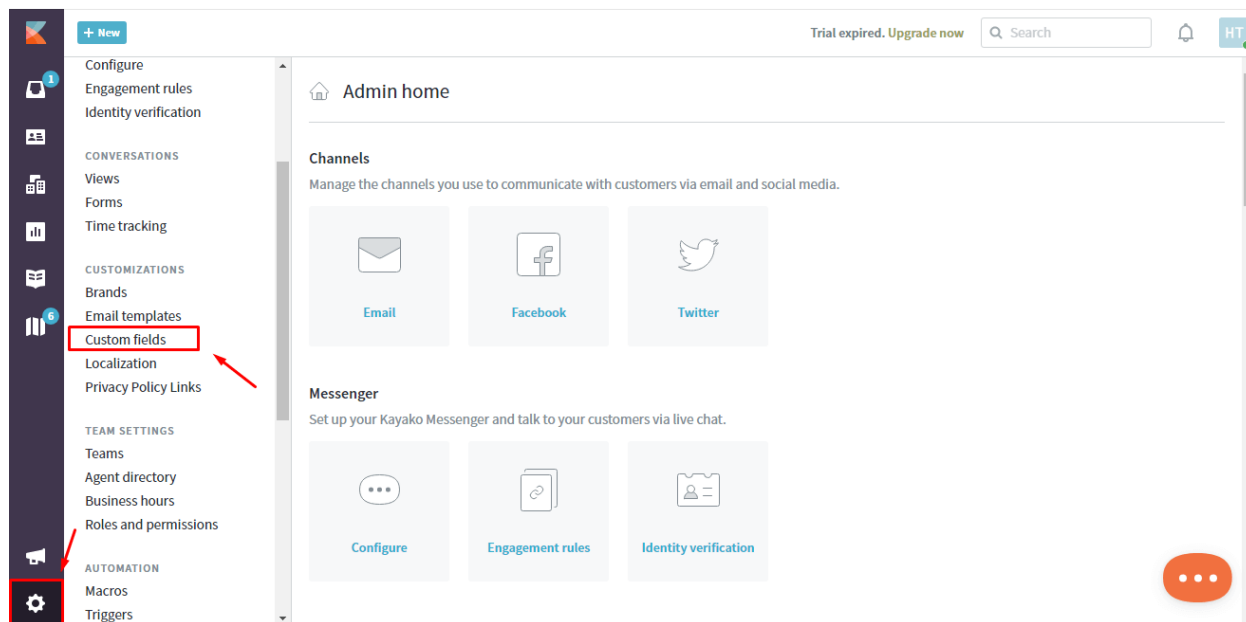 + New
Trial expired. Upgrade now
Search
HT
1
6
Configure
Engagement rules
Identity verification
CONVERSATIONS
Views
Forms
Time tracking
CUSTOMIZATIONS
Brands
Email templates
Custom fields
Localization
Privacy Policy Links
TEAM SETTINGS
Teams
Agent directory
Business hours
Roles and permissions
AUTOMATION
Macros
Triggers
Admin home
Channels
Manage the channels you use to communicate with customers via email and social media.
Email
Facebook
Twitter
Messenger
Set up your Kayako Messenger and talk to your customers via live chat.
Configure
Engagement rules
Identity verification